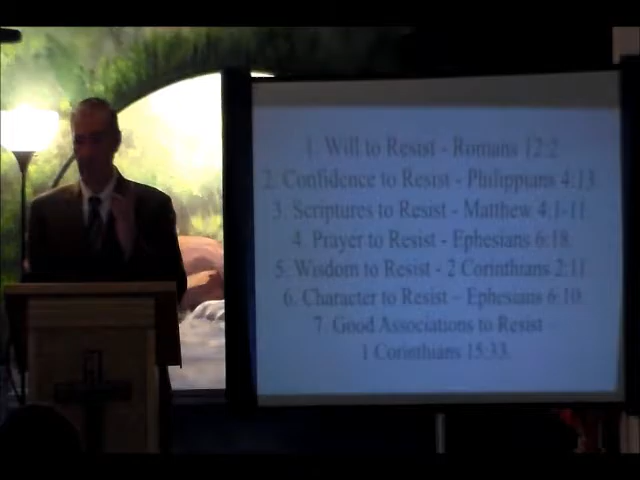 1. Will to Resist - Romans 12:2
2. Confidence to Resist - Philippians 4:13
3. Scriptures to Resist - Matthew 4:1-11
4. Prayer to Resist - Ephesians 6:18
5. Wisdom to Resist - 2 Corinthians 2:11
6. Character to Resist - Ephesians 6:10
7. Good Associations to Resist
1 Corinthians 15:33